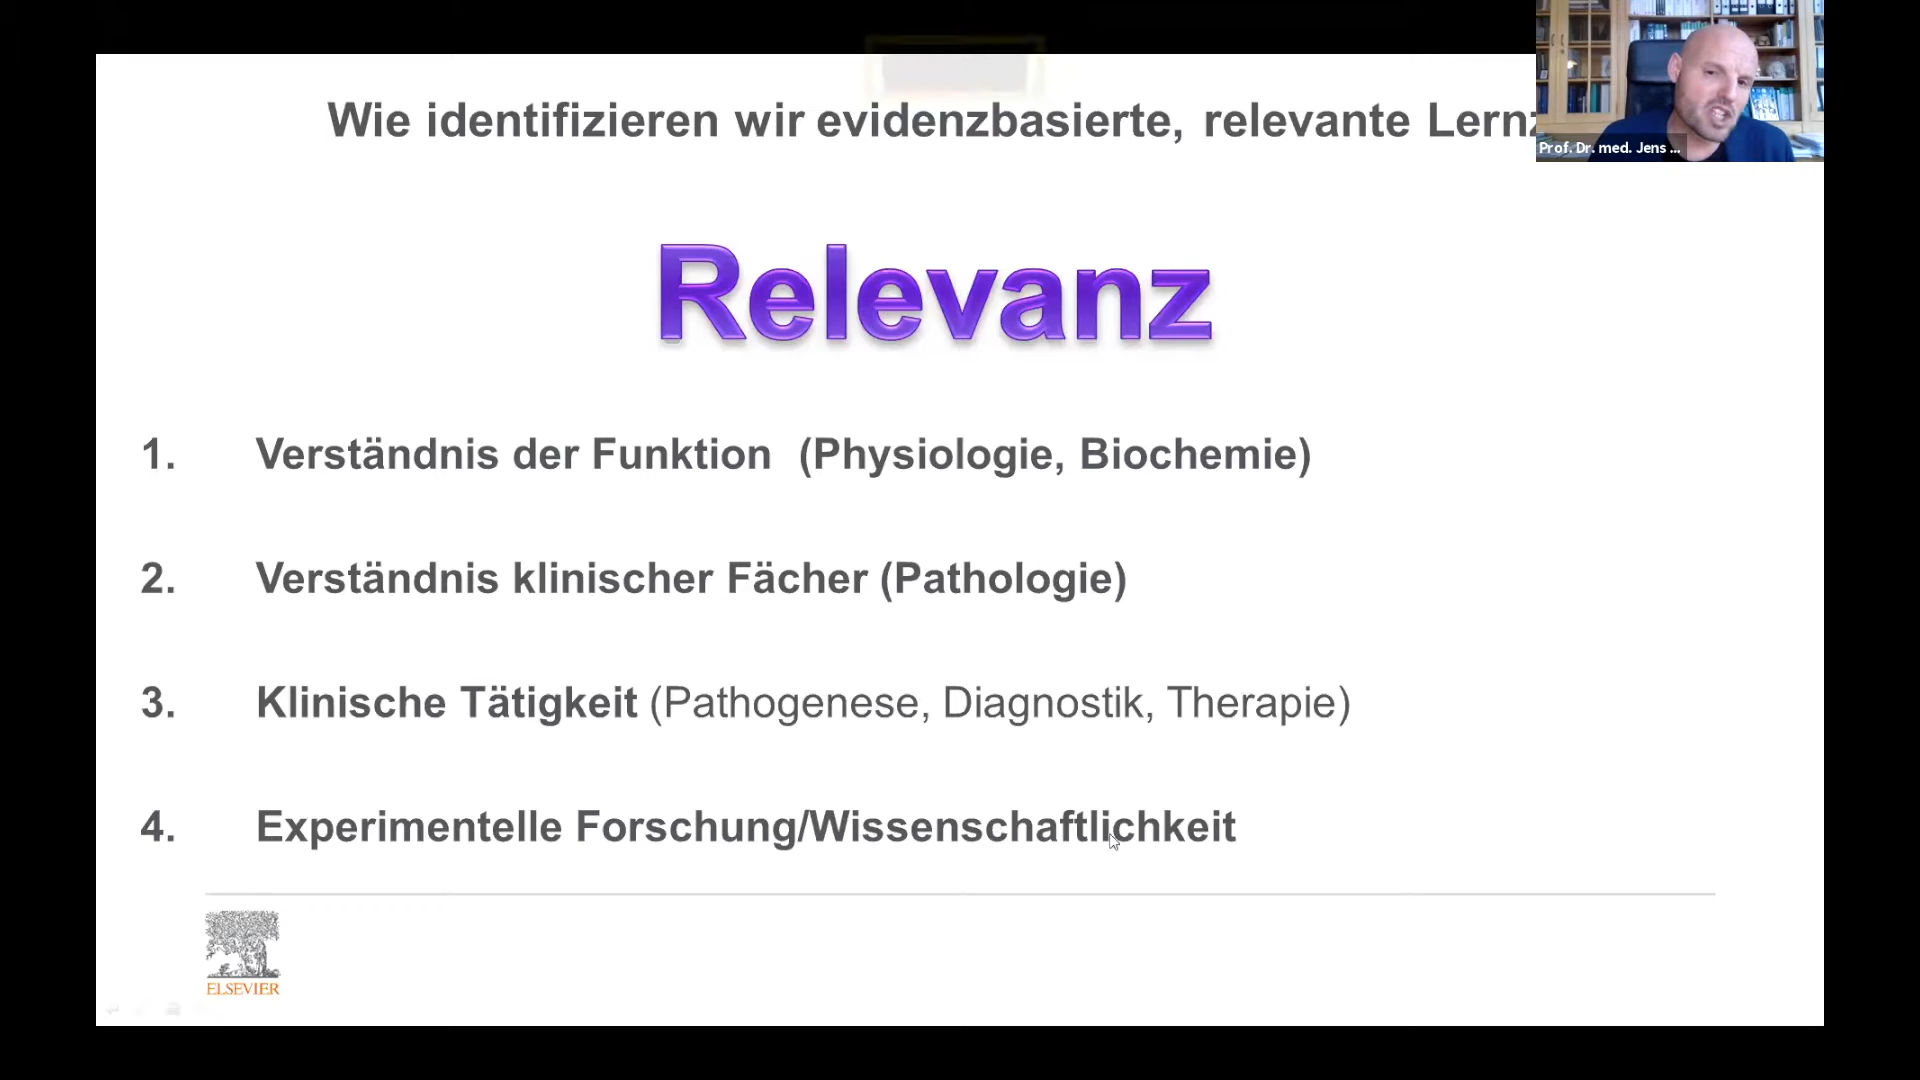 Wie identifizieren wir evidenzbasierte, relevante
Prof. Dr. med. Jens ...
Relevanz
1. Verständnis der Funktion (Physiologie, Biochemie)
2. Verständnis klinischer Fächer (Pathologie)
3. Klinische Tätigkeit (Pathogenese, Diagnostik, Therapie)
4. Experimentelle Forschung/Wissenschaftlichkeit
ELSEVIER